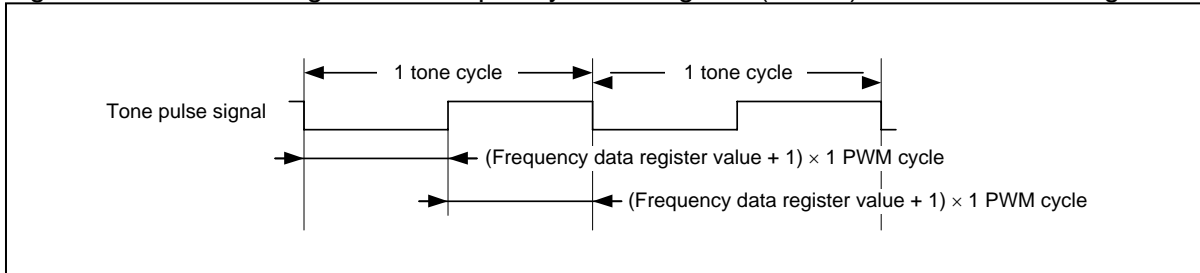 1 tone cycle 1 tone cycle
Tone pulse signal
(Frequency data register value + 1) × 1 PWM cycle
(Frequency data register value + 1) × 1 PWM cycle